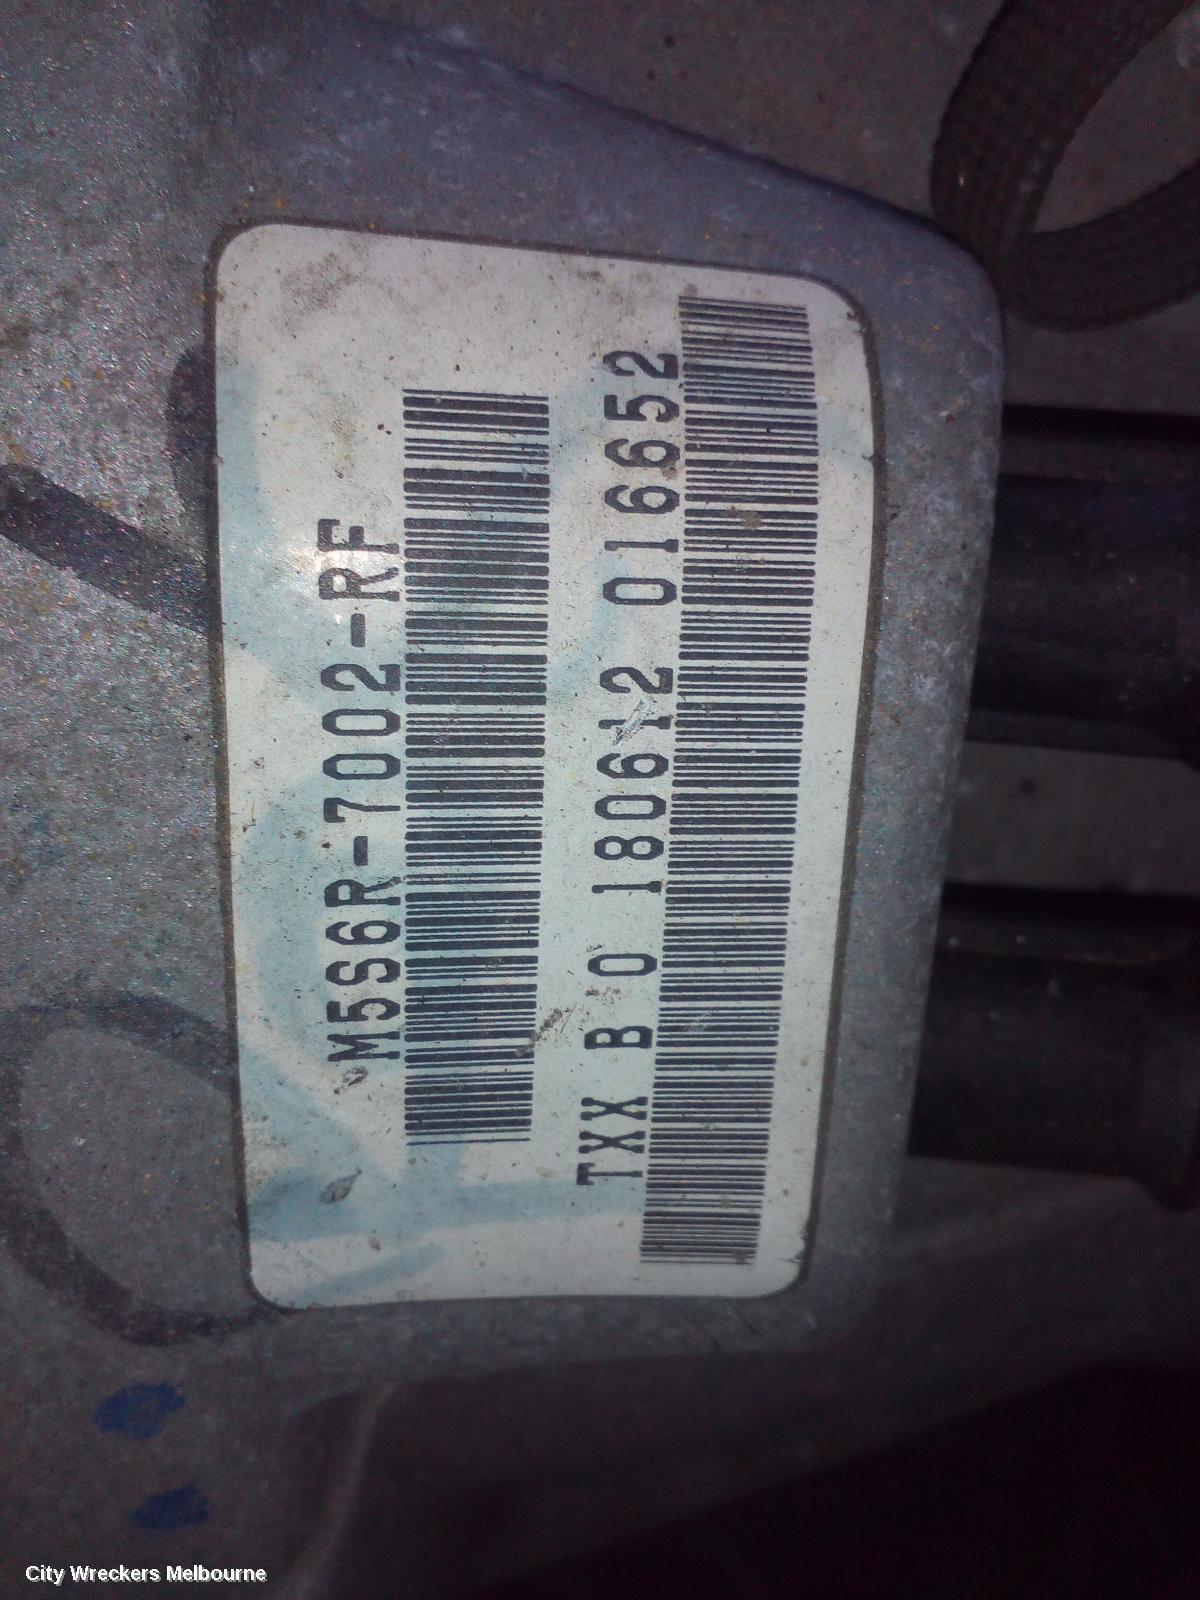 M5S6R-7002-RF
TXX B 0 180612 016652
City Wreckers Melbourne